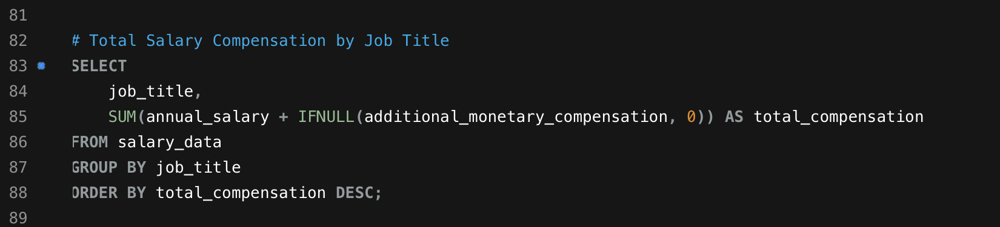 81
82 # Total Salary Compensation by Job Title
83 SELECT
84 job_title,
85 SUM(annual_salary + IFNULL(additional_monetary_compensation, 0)) AS total_compensation
86 FROM salary_data
87 GROUP BY job_title
88 ORDER BY total_compensation DESC;
89